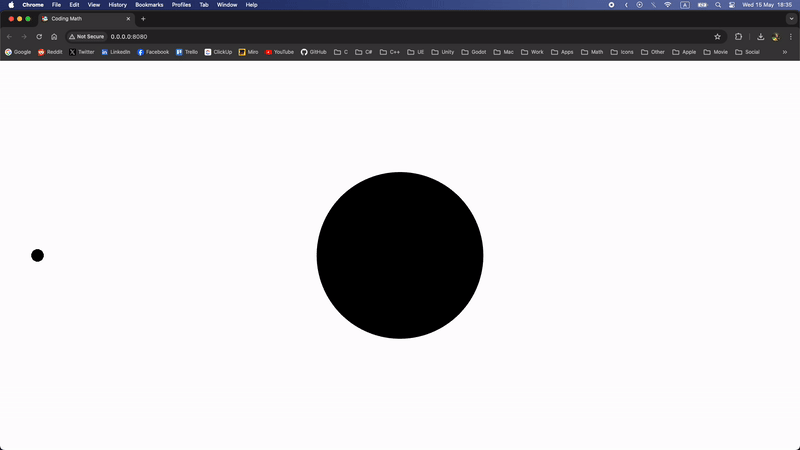 Chrome File Edit View History Bookmarks Profiles Tab Window Help A Wed 15 May 18:35
Coding Math
Not Secure 0.0.0.0:8080
Google Reddit Twitter LinkedIn Facebook Trello ClickUp Miro YouTube GitHub C C# C++ UE Unity Godot Mac Work Apps Math Icons Other Apple Movie Social